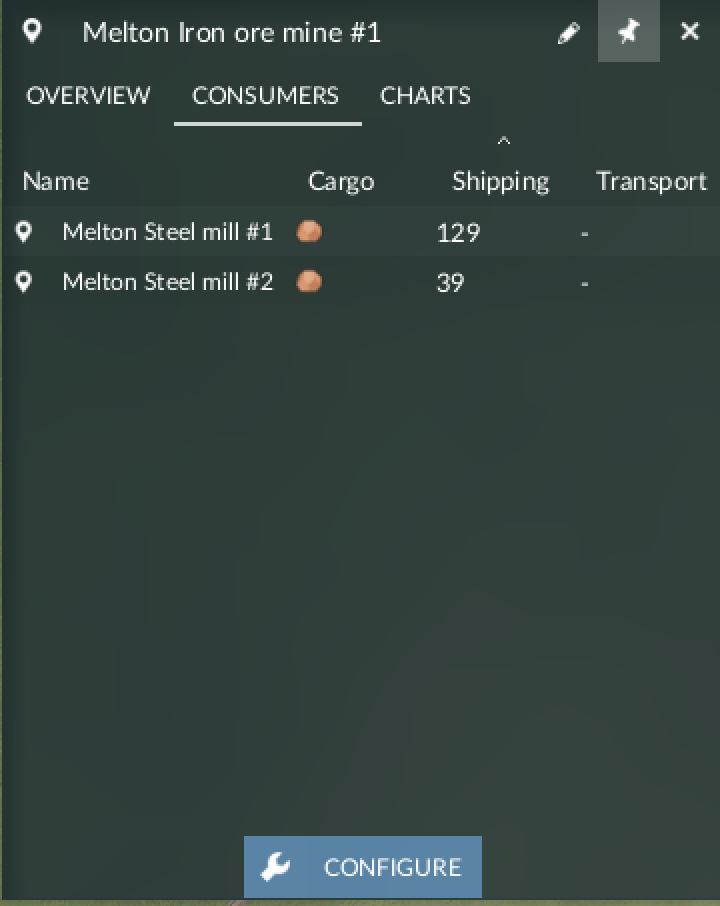 Melton Iron ore mine #1
OVERVIEW CONSUMERS CHARTS
Name Cargo Shipping Transport
Melton Steel mill #1 129 -
Melton Steel mill #2 39 -
CONFIGURE